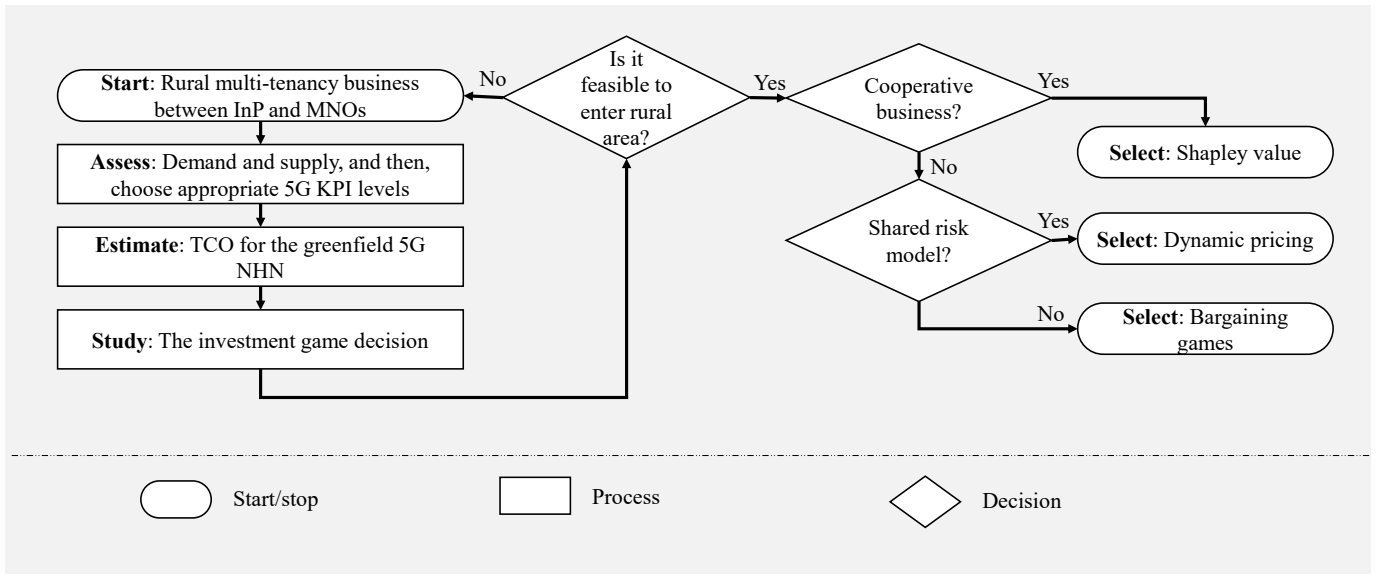 Start: Rural multi-tenancy business
between InP and MNOs
Assess: Demand and supply, and then,
choose appropriate 5G KPI levels
Estimate: TCO for the greenfield 5G
NHN
Study: The investment game decision
No
Is it
feasible to
enter rural
area?
Yes
Cooperative
business?
Yes
Select: Shapley value
No
Shared risk
model?
Yes
Select: Dynamic pricing
No
Select: Bargaining
games
Start/stop
Process
Decision